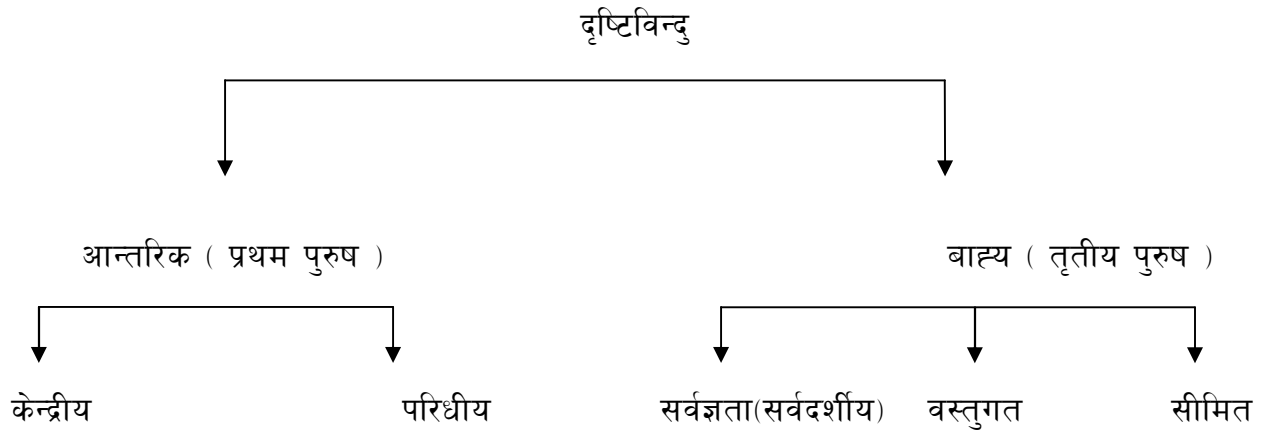 दृष्टिविन्दु
आन्तरिक ( प्रथम पुरुष ) बाह्य ( तृतीय पुरुष )
केन्द्रीय परिधीय सर्वज्ञता(सर्वदर्शीय) वस्तुगत सीमित